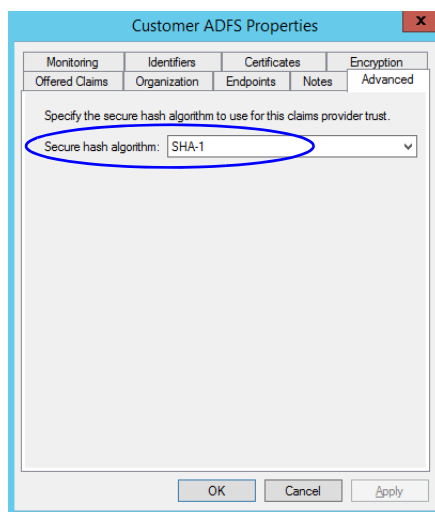 Customer ADFS Properties
x
Monitoring Identifiers Certificates Encryption
Offered Claims Organization Endpoints Notes Advanced
Specify the secure hash algorithm to use for this claims provider trust.
Secure hash algorithm: SHA-1
OK Cancel Apply